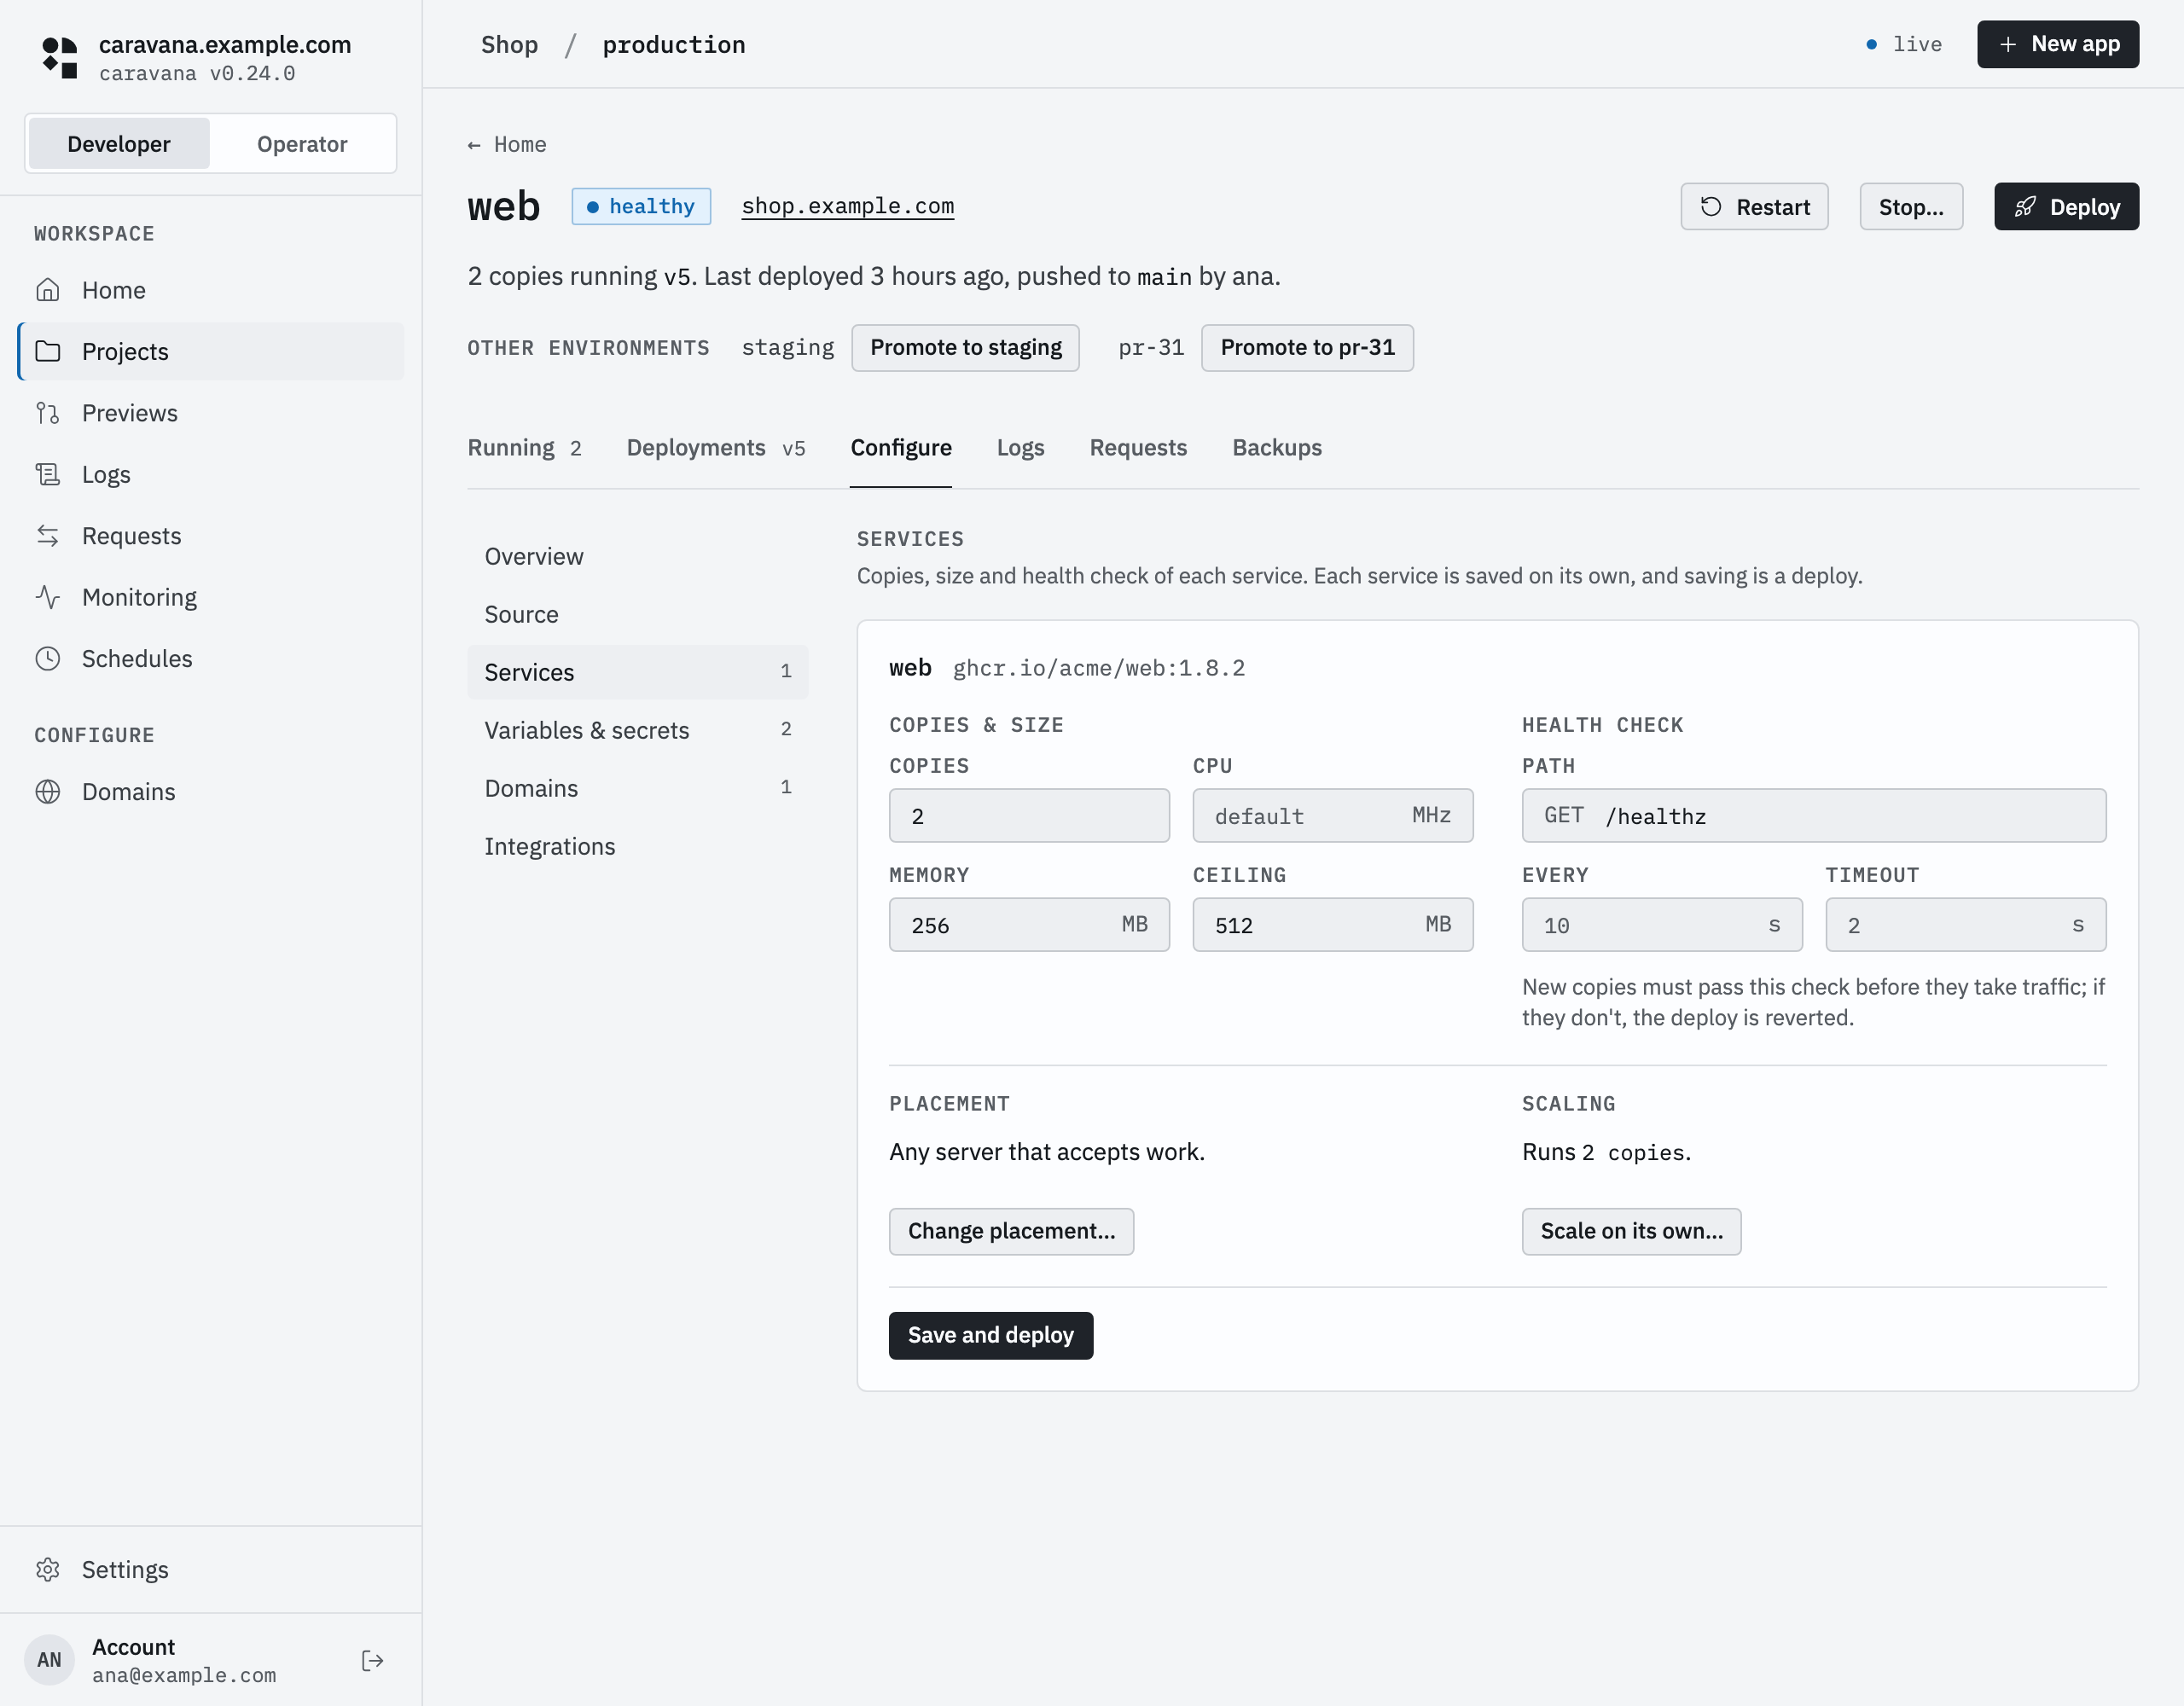 caravana.example.com
caravana v0.24.0
Developer
Operator
WORKSPACE
Home
Projects
Previews
Logs
Requests
Monitoring
Schedules
CONFIGURE
Domains
Settings
AN
Account
ana@example.com
Shop / production
live
+ New app
← Home
web
healthy
shop.example.com
Restart
Stop...
Deploy
2 copies running v5. Last deployed 3 hours ago, pushed to main by ana.
OTHER ENVIRONMENTS
staging
Promote to staging
pr-31
Promote to pr-31
Running 2
Deployments v5
Configure
Logs
Requests
Backups
Overview
Source
Services 1
Variables & secrets 2
Domains 1
Integrations
SERVICES
Copies, size and health check of each service. Each service is saved on its own, and saving is a deploy.
web ghcr.io/acme/web:1.8.2
COPIES & SIZE
COPIES
2
CPU
default MHz
MEMORY
256 MB
CEILING
512 MB
HEALTH CHECK
PATH
GET /healthz
EVERY
10 s
TIMEOUT
2 s
New copies must pass this check before they take traffic; if
they don't, the deploy is reverted.
PLACEMENT
Any server that accepts work.
Change placement...
SCALING
Runs 2 copies.
Scale on its own...
Save and deploy